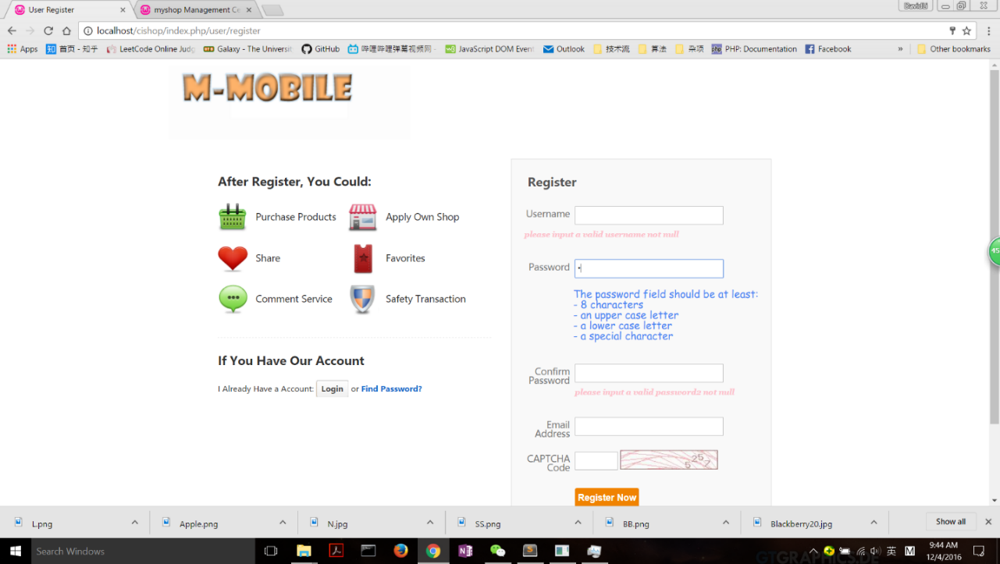 User Register
myshop Management Ce
DavidLi
localhost/cishop/index.php/user/register
Apps
首页 - 知乎
LeetCode Online Judg
Galaxy - The Universit
GitHub
哔哩哔哩弹幕视频网 -
JavaScript DOM Event
Outlook
技术流
算法
杂项
PHP: Documentation
Facebook
»
Other bookmarks
M-MOBILE
After Register, You Could:
Purchase Products
Apply Own Shop
Share
Favorites
Comment Service
Safety Transaction
If You Have Our Account
I Already Have a Account: Login or Find Password?
Register
Username
please input a valid username not null
Password
The password field should be at least:
- 8 characters
- an upper case letter
- a lower case letter
- a special character
Confirm
Password
please input a valid password2 not null
Email
Address
CAPTCHA
Code
5257
Register Now
45
L.png
Apple.png
N.jpg
SS.png
BB.png
Blackberry20.jpg
Show all
Search Windows
英
M
9:44 AM
12/4/2016
GTGRAPHICS.DE